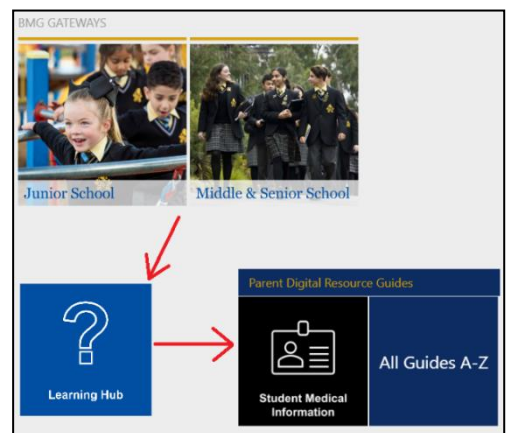 BMG GATEWAYS
Junior School
Middle & Senior School
Parent Digital Resource Guides
?
Learning Hub
Student Medical
Information
All Guides A-Z